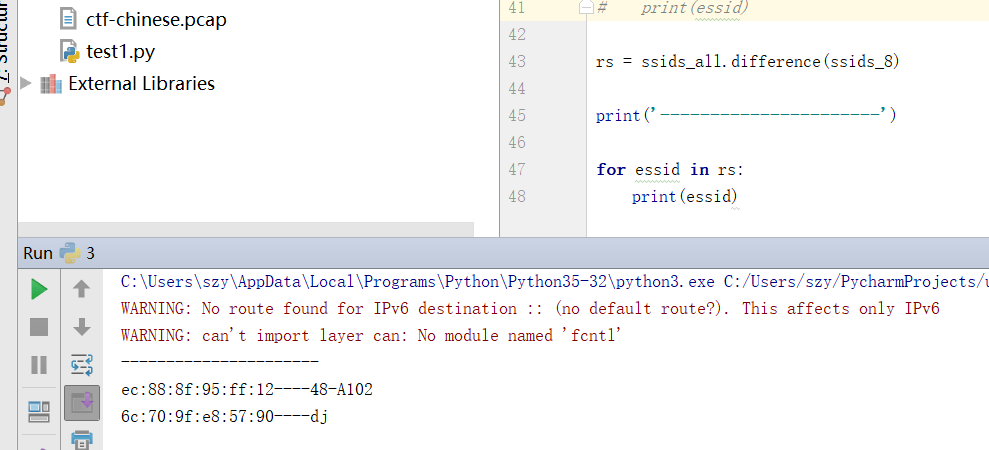 ctf-chinese.pcap
test1.py
External Libraries
7: Structur
41 # print(essid)
42
43 rs = ssids_all.difference(ssids_8)
44
45 print('----------------------')
46
47 for essid in rs:
48 print(essid)
Run 3
C:\Users\szy\AppData\Local\Programs\Python\Python35-32\python3.exe C:/Users/szy/PycharmProjects/u
WARNING: No route found for IPv6 destination :: (no default route?). This affects only IPv6
WARNING: can't import layer can: No module named 'fcntl'
----------------------
ec:88:8f:95:ff:12----48-A102
6c:70:9f:e8:57:90----dj